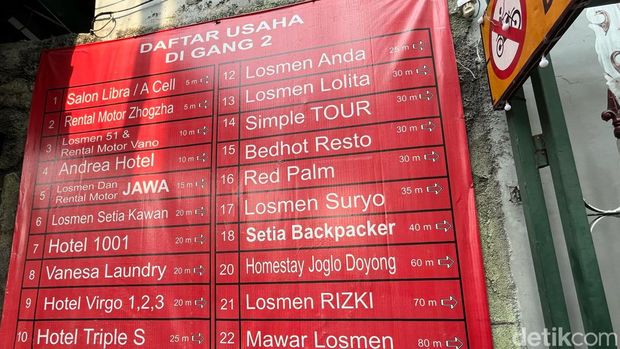 DAFTAR USAHA
DI GANG 2
1 Salon Libra / A Cell 5 m
2 Rental Motor Zhogzha 5 m
3 Losmen 51 &
Rental Motor Vano 10 m
4 Andrea Hotel 10 m
5 Losmen Dan
Rental Motor JAWA 15 m
6 Losmen Setia Kawan 20 m
7 Hotel 1001 20 m
8 Vanesa Laundry 20 m
9 Hotel Virgo 1,2,3 20 m
10 Hotel Triple S 25 m
12 Losmen Anda 25 m
13 Losmen Lolita 30 m
14 Simple TOUR 30 m
15 Bedhot Resto 30 m
16 Red Palm 30 m
17 Losmen Suryo 35 m
18 Setia Backpacker 40 m
20 Homestay Joglo Doyong 60 m
21 Losmen RIZKI 70 m
22 Mawar Losmen 80 m
detikcom